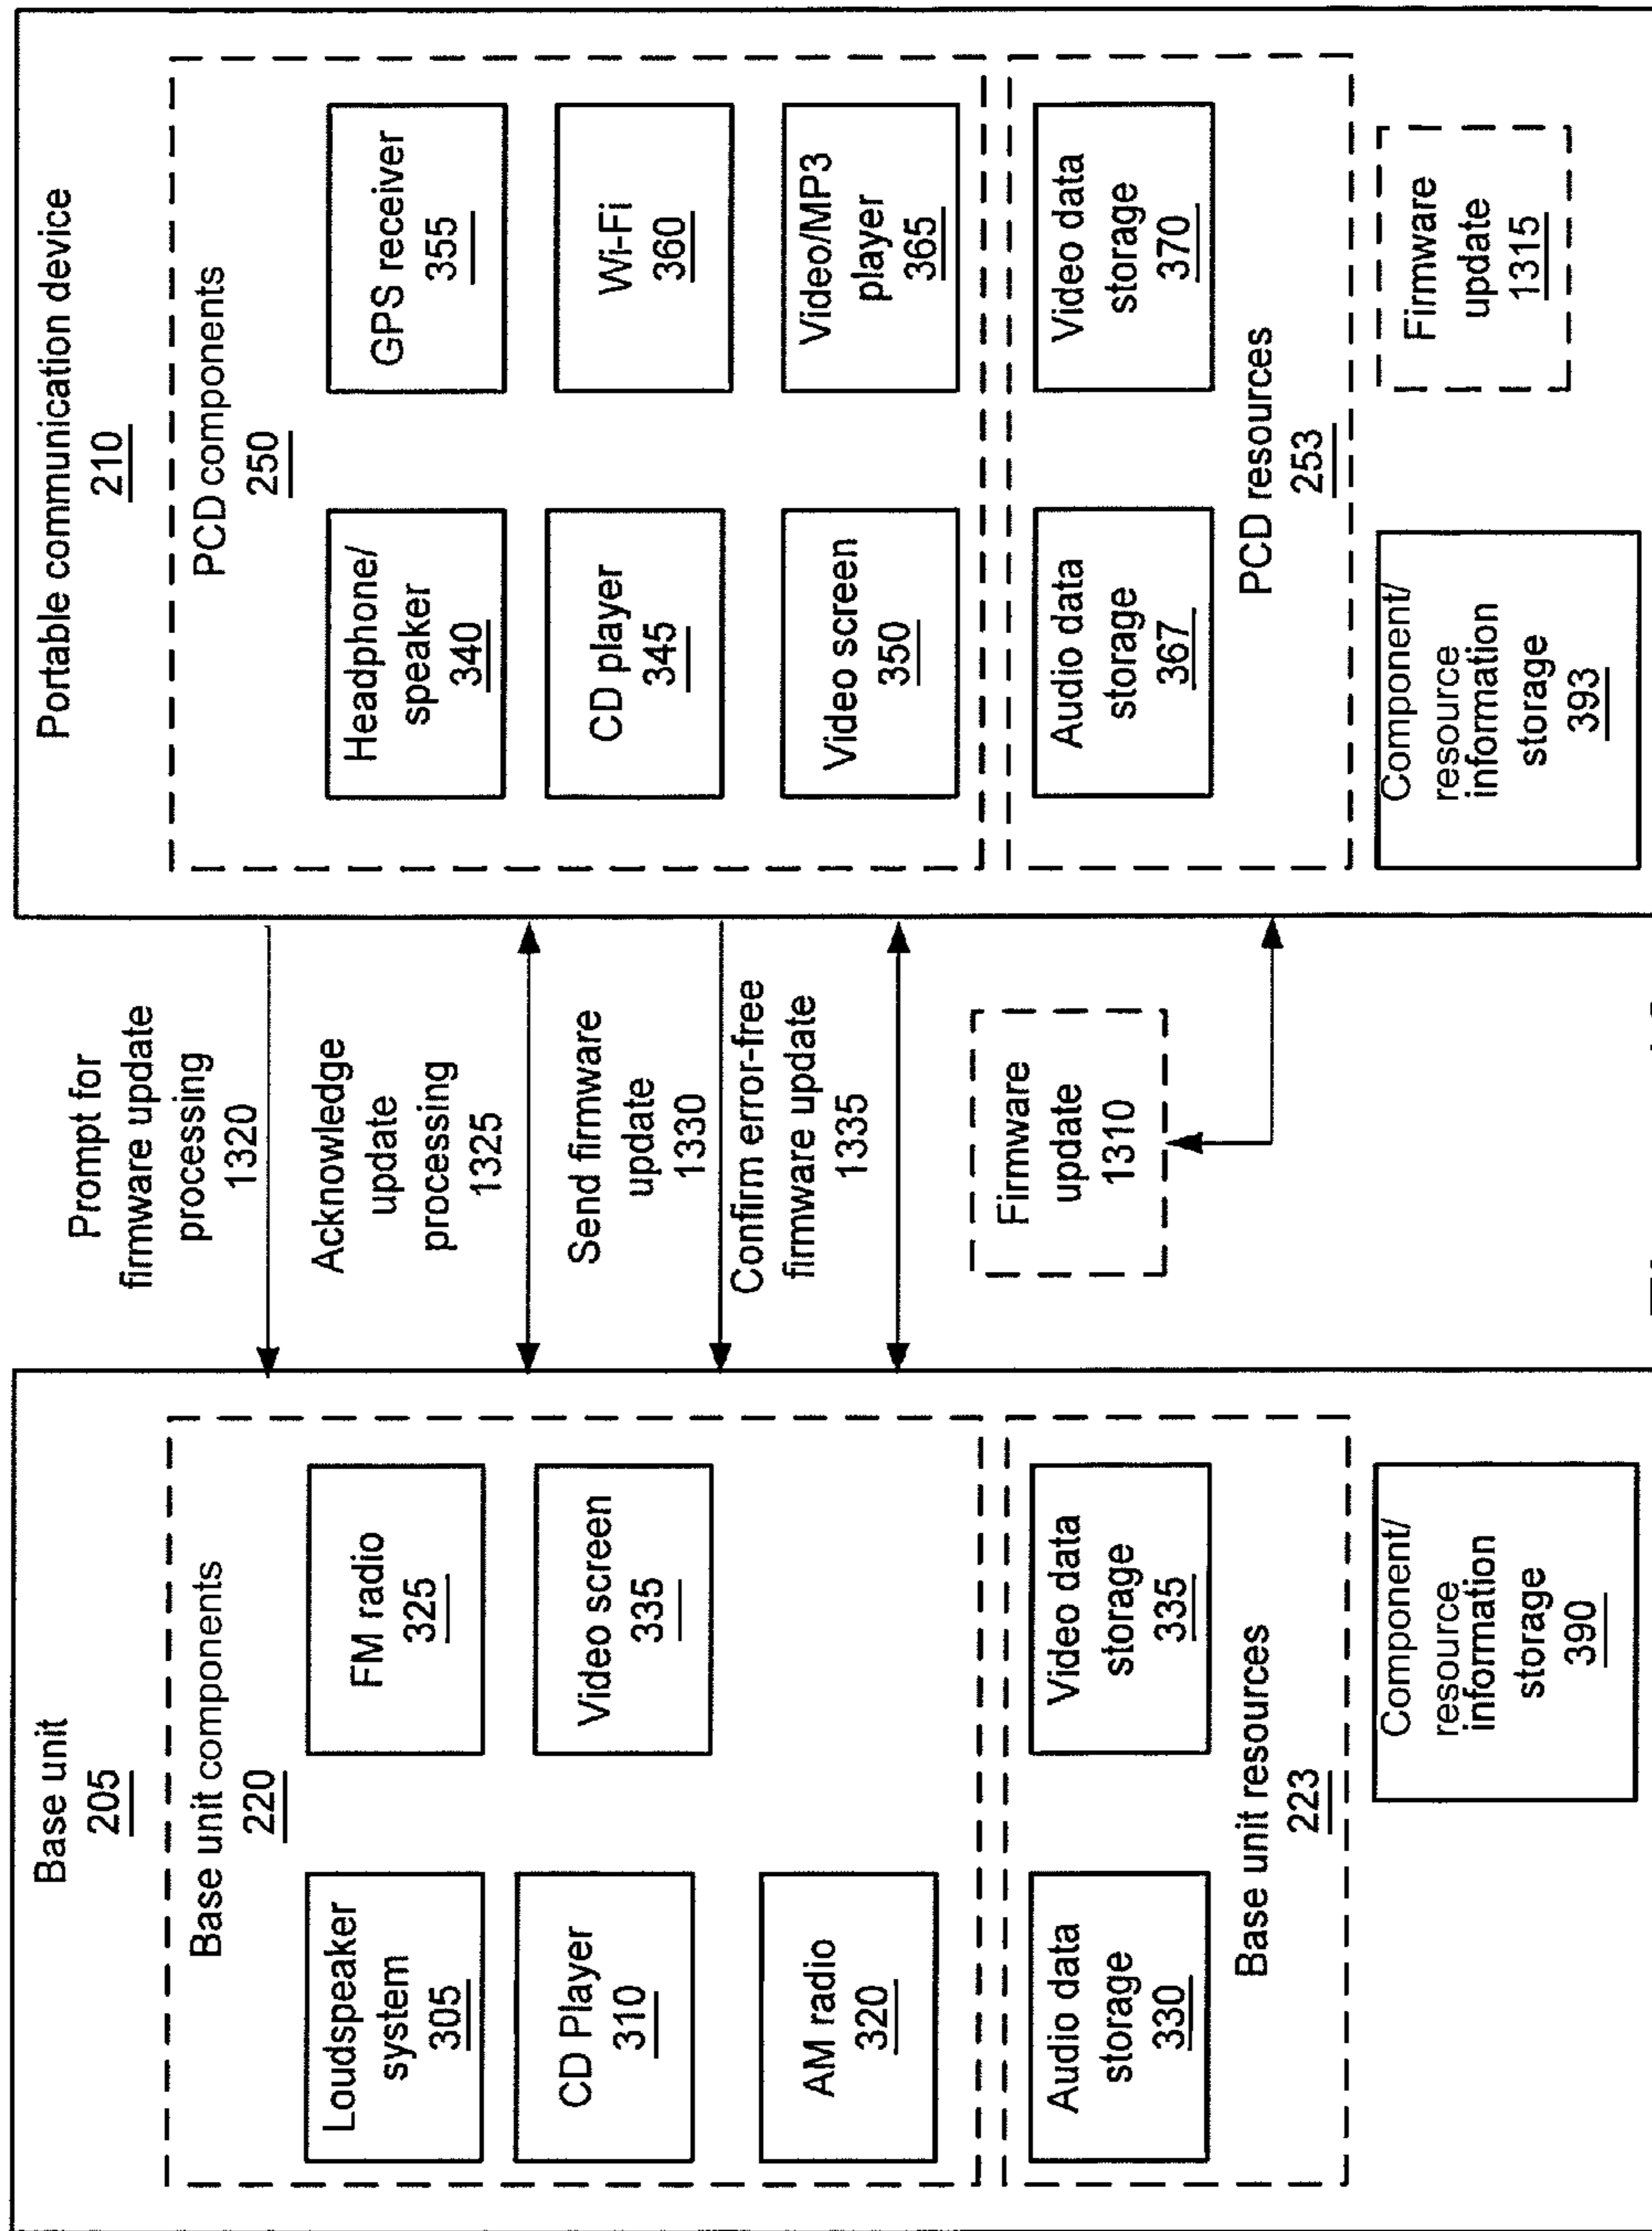 Base unit
205
Base unit components
220
Loudspeaker
system
305
FM radio
325
CD Player
310
Video screen
335
AM radio
320
Audio data
storage
330
Video data
storage
335
Base unit resources
223
Component/
resource
information
storage
390
Prompt for
firmware update
processing
1320
Acknowledge
update
processing
1325
Send firmware
update
1330
Confirm error-free
firmware update
1335
Firmware
update
1310
Portable communication device
210
PCD components
250
Headphone/
speaker
340
GPS receiver
355
CD player
345
Wi-Fi
360
Video screen
350
Video/MP3
player
365
Audio data
storage
367
Video data
storage
370
PCD resources
253
Component/
resource
information
storage
393
Firmware
update
1315